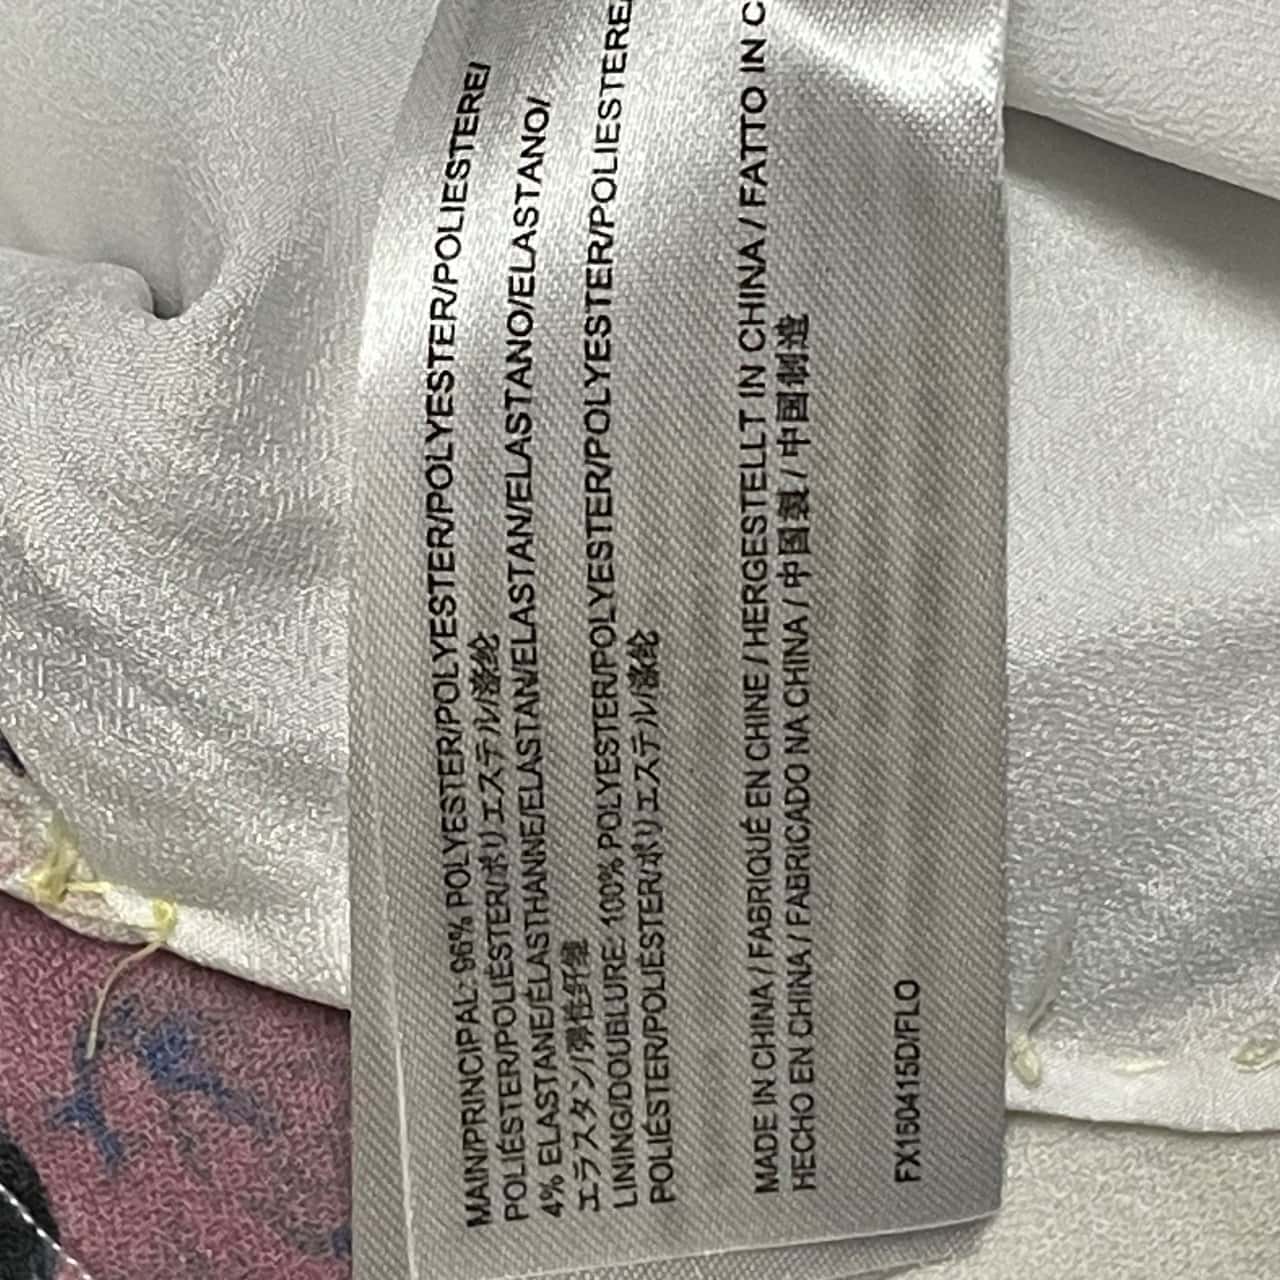 MAIN/PRINCIPAL: 96% POLYESTER/POLYESTER/POLYESTER/POLYESTER/POLIESTERE/
POLIÉSTER/POLIÉSTER/ポリエステル/涤纶
4% ELASTANE/ÉLASTHANNE/ELASTAN/ELASTAN/ELASTANO/ELASTANO/
エラスタン/弹性纤维
LINING/DOUBLURE: 100% POLYESTER/POLYESTER/POLYESTER/POLYESTER/POLIESTERE/
POLIÉSTER/POLIÉSTER/ポリエステル/涤纶
MADE IN CHINA / FABRIQUÉ EN CHINE / HERGESTELLT IN CHINA / FATTO IN C
HECHO EN CHINA / FABRICADO NA CHINA / 中国製 / 中国制造
FX150415D/FLO